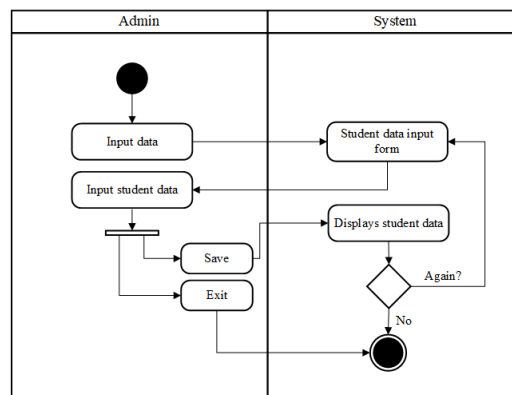 Admin
System
Input data
Student data input
form
Input student data
Displays student data
Save
Again?
Exit
No